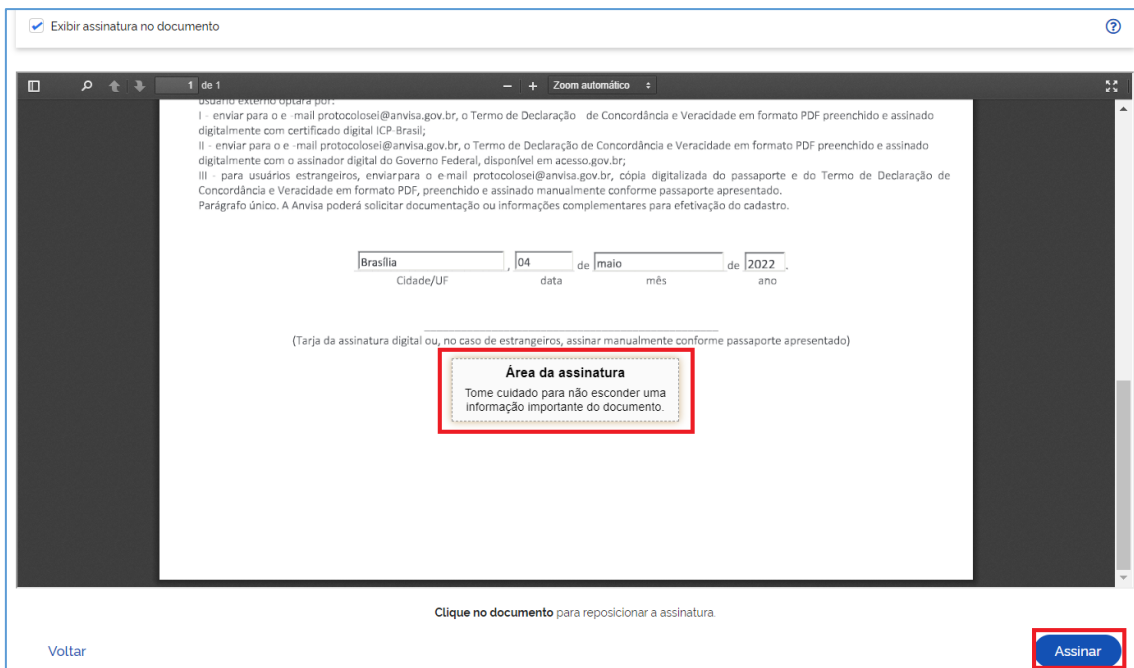 Exibir assinatura no documento
1 de 1 Zoom automático
usuário externo optará por:
I - enviar para o e -mail protocolosei@anvisa.gov.br, o Termo de Declaração de Concordância e Veracidade em formato PDF preenchido e assinado
digitalmente com certificado digital ICP-Brasil;
II - enviar para o e -mail protocolosei@anvisa.gov.br, o Termo de Declaração de Concordância e Veracidade em formato PDF preenchido e assinado
digitalmente com o assinador digital do Governo Federal, disponível em acesso.gov.br;
III - para usuários estrangeiros, enviarpara o e-mail protocolosei@anvisa.gov.br, cópia digitalizada do passaporte e do Termo de Declaração de
Concordância e Veracidade em formato PDF, preenchido e assinado manualmente conforme passaporte apresentado.
Parágrafo único. A Anvisa poderá solicitar documentação ou informações complementares para efetivação do cadastro.
Brasília , 04 de maio de 2022 .
Cidade/UF data mês ano
(Tarja da assinatura digital ou, no caso de estrangeiros, assinar manualmente conforme passaporte apresentado)
Área da assinatura
Tome cuidado para não esconder uma
informação importante do documento.
Clique no documento para reposicionar a assinatura.
Voltar Assinar